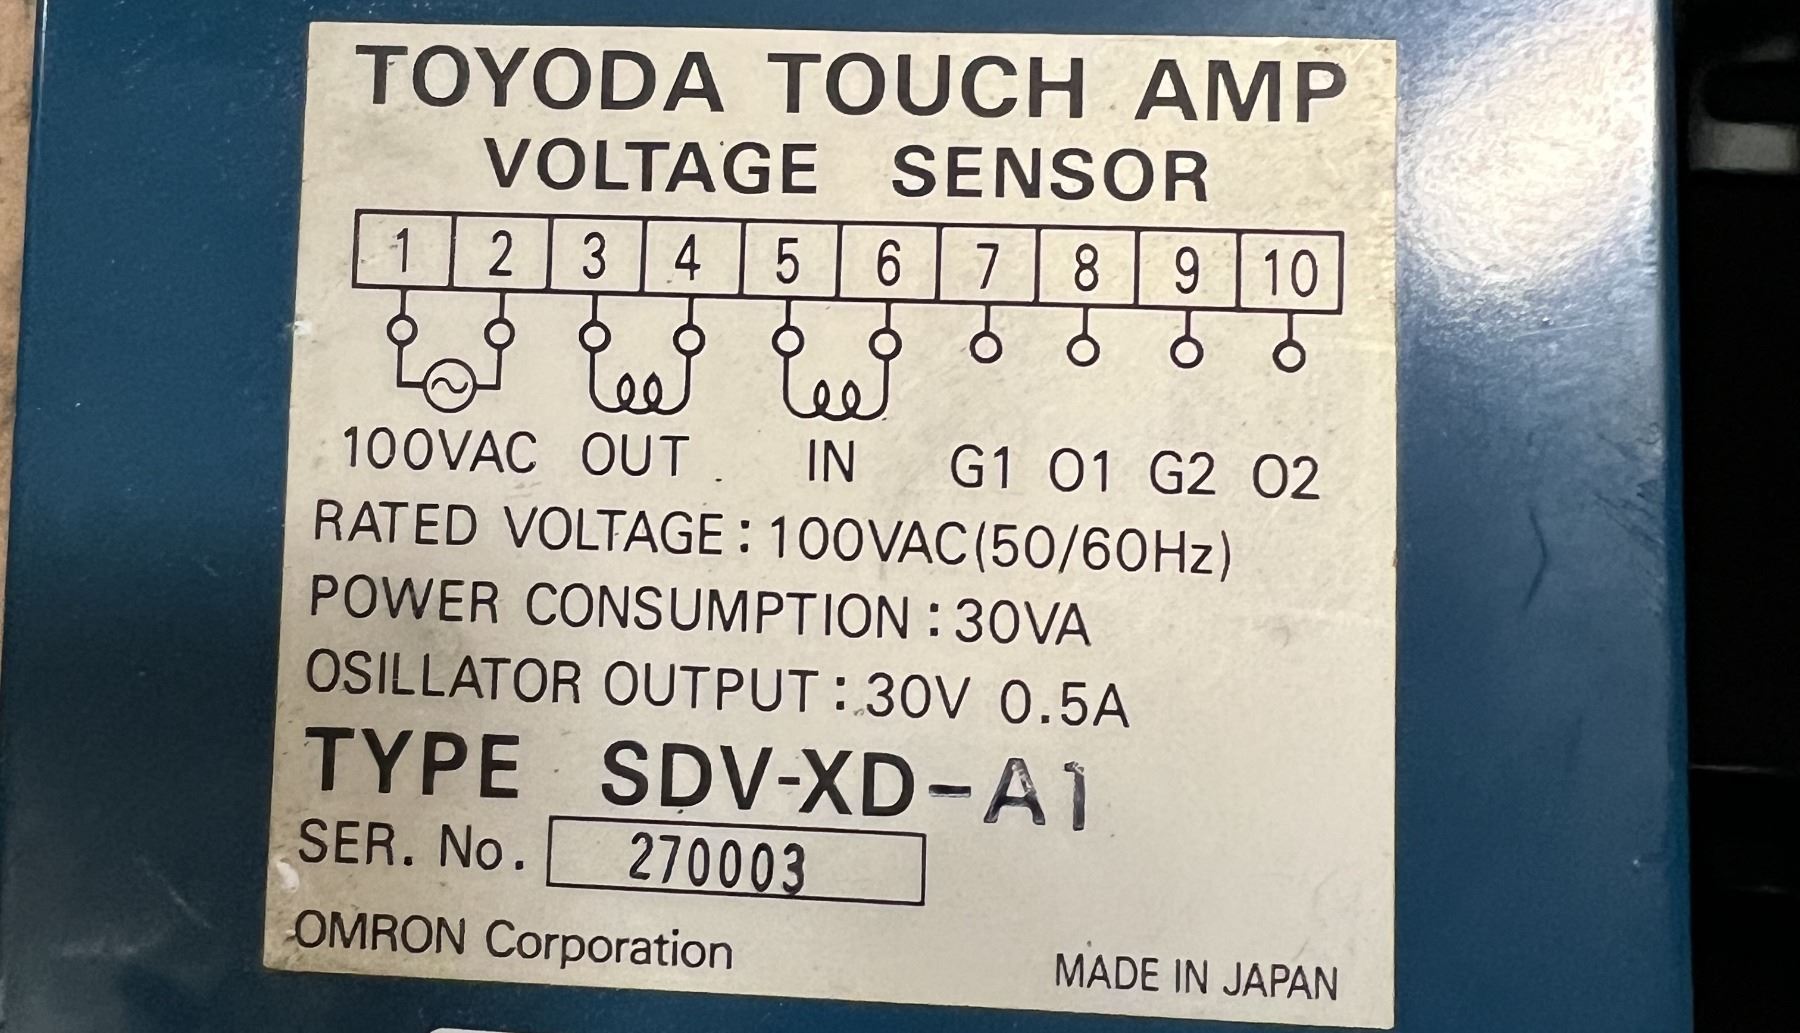 TOYODA TOUCH AMP
VOLTAGE SENSOR
1 2 3 4 5 6 7 8 9 10
100VAC OUT IN G1 O1 G2 O2
RATED VOLTAGE : 100VAC(50/60Hz)
POWER CONSUMPTION : 30VA
OSILLATOR OUTPUT : 30V 0.5A
TYPE SDV-XD-A1
SER. No. 270003
OMRON Corporation
MADE IN JAPAN